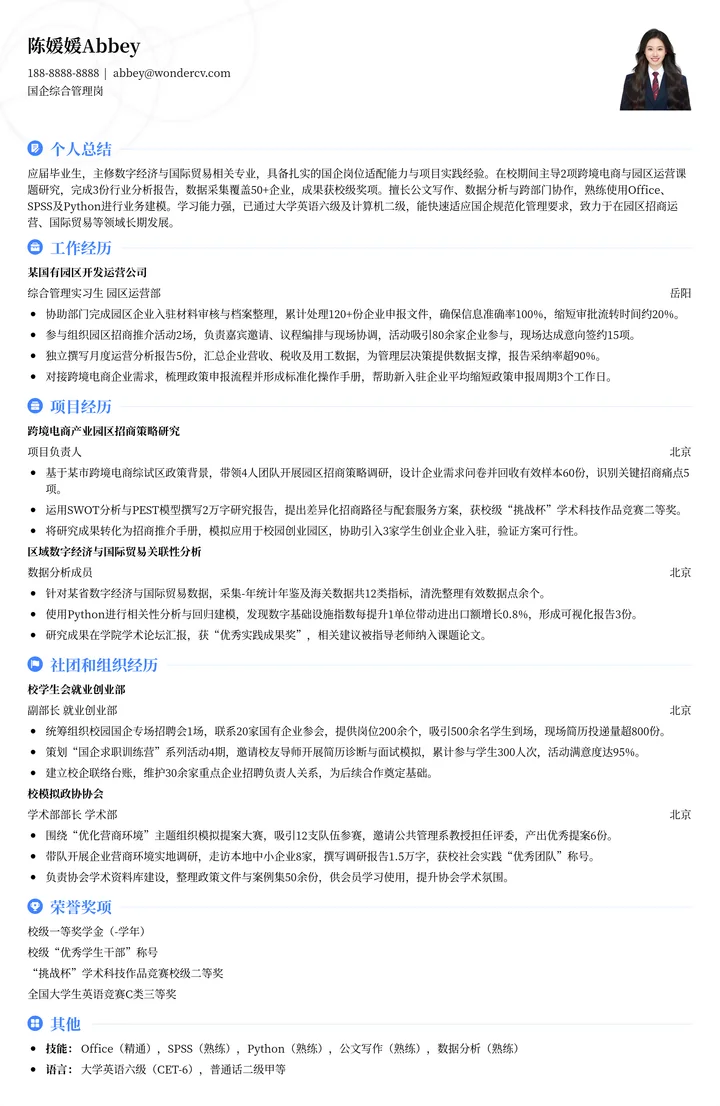 陈媛媛Abbey
188-8888-8888 | abbey@wondercv.com
国企综合管理岗
个人总结
应届毕业生，主修数字经济与国际贸易相关专业，具备扎实的国企岗位适配能力与项目实践经验。在校期间主导2项跨境电商与园区运营课
题研究，完成3份行业分析报告，数据采集覆盖50+企业，成果获校级奖项。擅长公文写作、数据分析与跨部门协作，熟练使用Office、
SPSS及Python进行业务建模。学习能力强，已通过大学英语六级及计算机二级，能快速适应国企规范化管理要求，致力于在园区招商运
营、国际贸易等领域长期发展。
工作经历
某国有园区开发运营公司
综合管理实习生 园区运营部 岳阳
• 协助部门完成园区企业入驻材料审核与档案整理，累计处理120+份企业申报文件，确保信息准确率100%，缩短审批流转时间约20%。
• 参与组织园区招商推介活动2场，负责嘉宾邀请、议程编排与现场协调，活动吸引80余家企业参与，现场达成意向签约15项。
• 独立撰写月度运营分析报告5份，汇总企业营收、税收及用工数据，为管理层决策提供数据支撑，报告采纳率超90%。
• 对接跨境电商企业需求，梳理政策申报流程并形成标准化操作手册，帮助新入驻企业平均缩短政策申报周期3个工作日。
项目经历
跨境电商产业园区招商策略研究
项目负责人 北京
• 基于某市跨境电商综试区政策背景，带领4人团队开展园区招商策略调研，设计企业需求问卷并回收有效样本60份，识别关键招商痛点5
项。
• 运用SWOT分析与PEST模型撰写2万字研究报告，提出差异化招商路径与配套服务方案，获校级“挑战杯”学术科技作品竞赛二等奖。
• 将研究成果转化为招商推介手册，模拟应用于校园创业园区，协助引入3家学生创业企业入驻，验证方案可行性。
区域数字经济与国际贸易关联性分析
数据分析成员 北京
• 针对某省数字经济与国际贸易数据，采集-年统计年鉴及海关数据共12类指标，清洗整理有效数据点余个。
• 使用Python进行相关性分析与回归建模，发现数字基础设施指数每提升1单位带动进出口额增长0.8%，形成可视化报告3份。
• 研究成果在学院学术论坛汇报，获“优秀实践成果奖”，相关建议被指导老师纳入课题论文。
社团和组织经历
校学生会就业创业部
副部长 就业创业部 北京
• 统筹组织校园国企专场招聘会1场，联系20家国有企业参会，提供岗位200余个，吸引500余名学生到场，现场简历投递量超800份。
• 策划“国企求职训练营”系列活动4期，邀请校友导师开展简历诊断与面试模拟，累计参与学生300人次，活动满意度达95%。
• 建立校企联络台账，维护30余家重点企业招聘负责人关系，为后续合作奠定基础。
校模拟政协协会
学术部部长 学术部 北京
• 围绕“优化营商环境”主题组织模拟提案大赛，吸引12支队伍参赛，邀请公共管理系教授担任评委，产出优秀提案6份。
• 带队开展企业营商环境实地调研，走访本地中小企业8家，撰写调研报告1.5万字，获校社会实践“优秀团队”称号。
• 负责协会学术资料库建设，整理政策文件与案例集50余份，供会员学习使用，提升协会学术氛围。
荣誉奖项
校级一等奖学金（-学年）
校级“优秀学生干部”称号
“挑战杯”学术科技作品竞赛校级二等奖
全国大学生英语竞赛C类三等奖
其他
• 技能： Office（精通），SPSS（熟练），Python（熟练），公文写作（熟练），数据分析（熟练）
• 语言： 大学英语六级（CET-6），普通话二级甲等